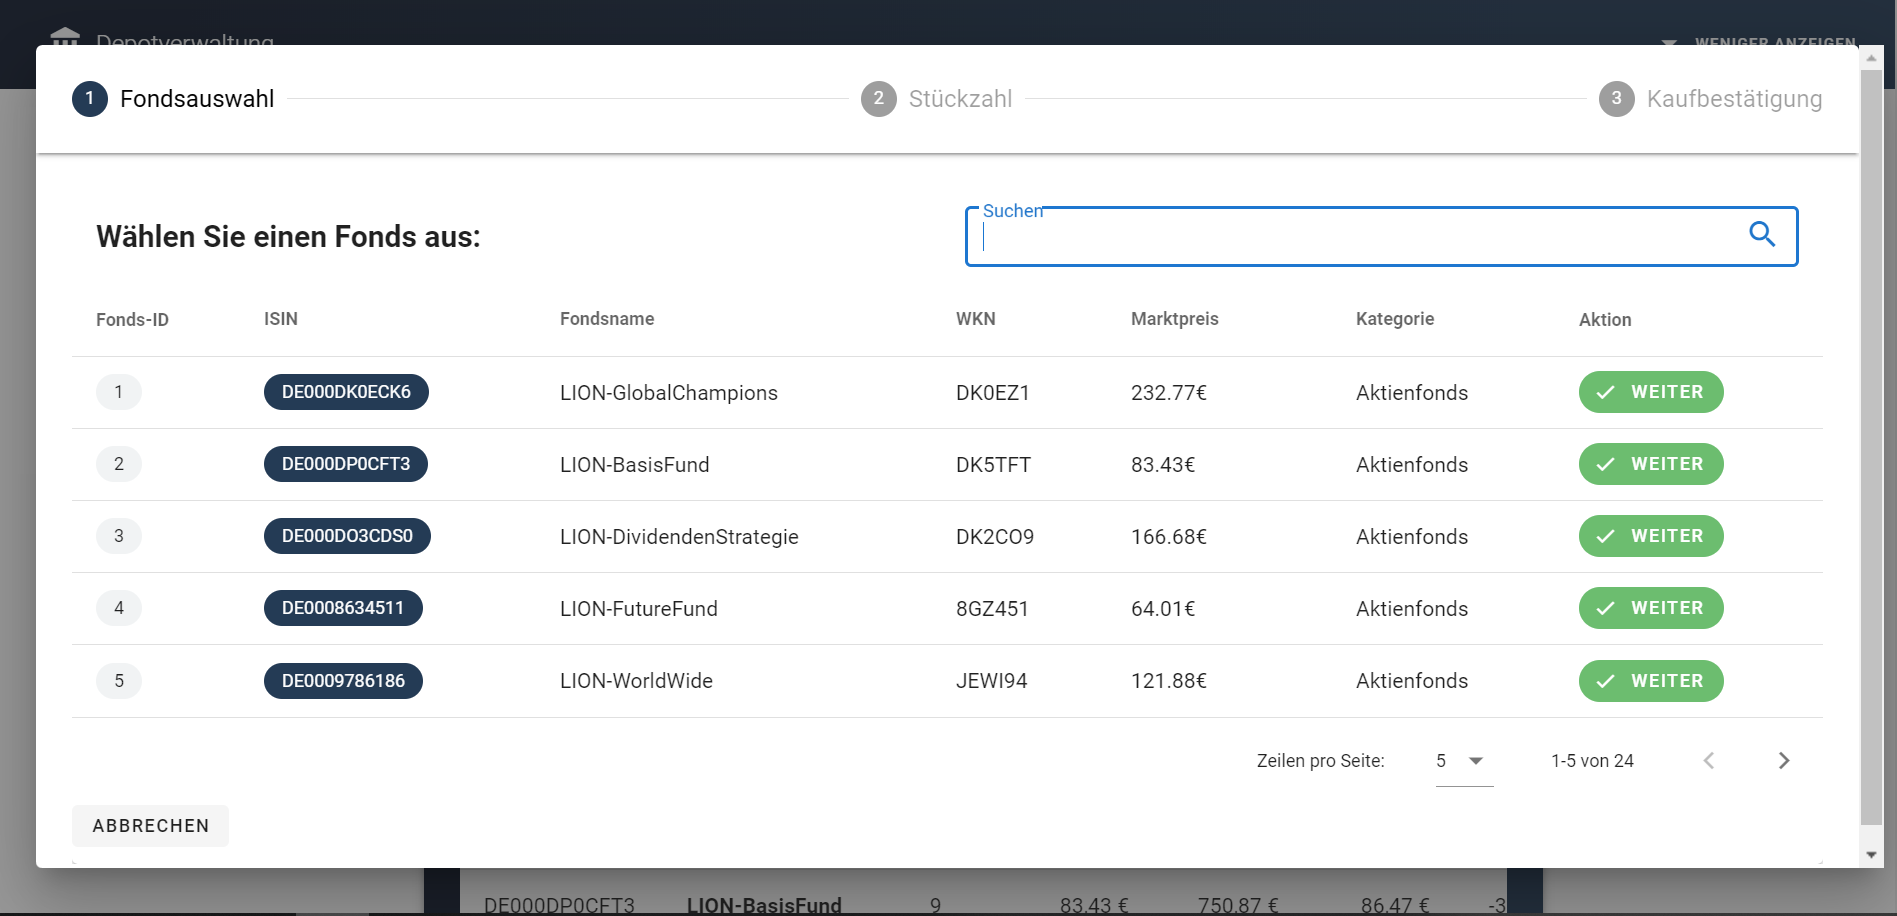 Depotverwaltung
WENIGER ANZEIGEN
1 Fondsauswahl 2 Stückzahl 3 Kaufbestätigung
Wählen Sie einen Fonds aus:
Suchen
Fonds-ID ISIN Fondsname WKN Marktpreis Kategorie Aktion
1 DE000DK0ECK6 LION-GlobalChampions DK0EZ1 232.77€ Aktienfonds WEITER
2 DE000DP0CFT3 LION-BasisFund DK5TFT 83.43€ Aktienfonds WEITER
3 DE000DO3CDS0 LION-DividendenStrategie DK2CO9 166.68€ Aktienfonds WEITER
4 DE0008634511 LION-FutureFund 8GZ451 64.01€ Aktienfonds WEITER
5 DE0009786186 LION-WorldWide JEWI94 121.88€ Aktienfonds WEITER
Zeilen pro Seite: 5 1-5 von 24
ABBRECHEN
DE000DP0CFT3 LION-BasisFund 9 83,43 € 750,87 € 86,47 € -3